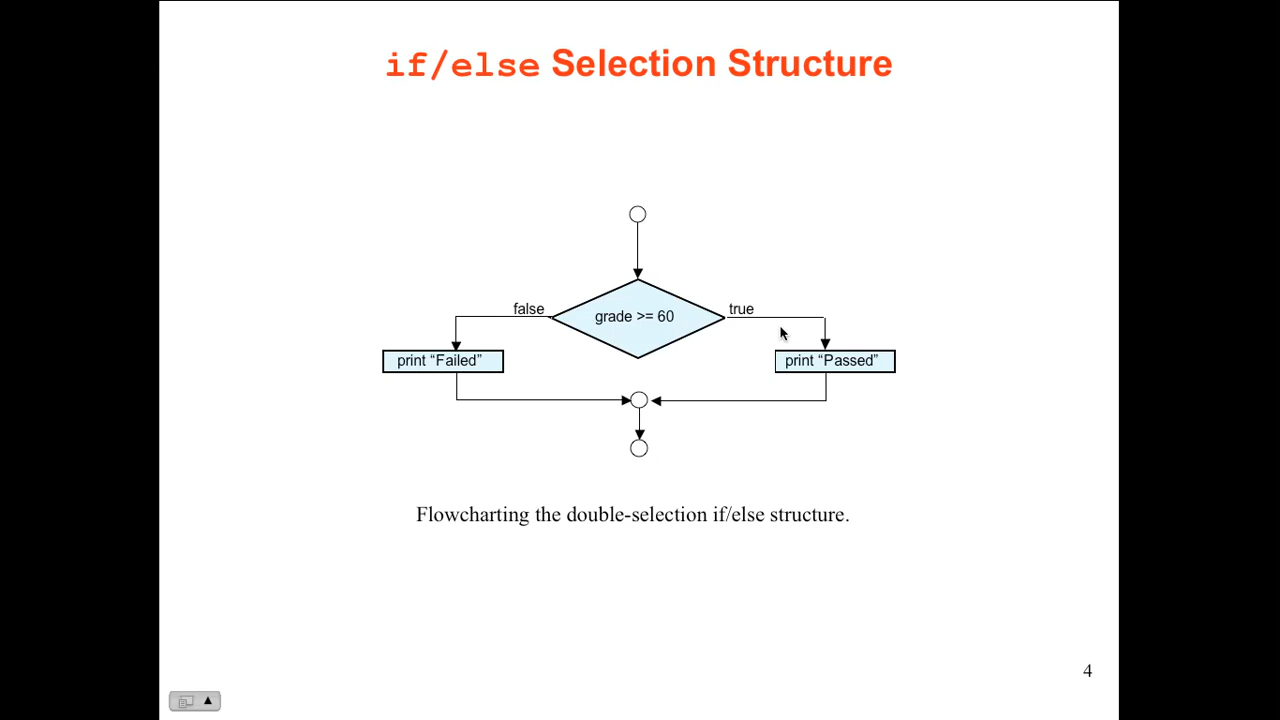 if/else Selection Structure
false
true
grade >= 60
print “Failed”
print “Passed”
Flowcharting the double-selection if/else structure.
4